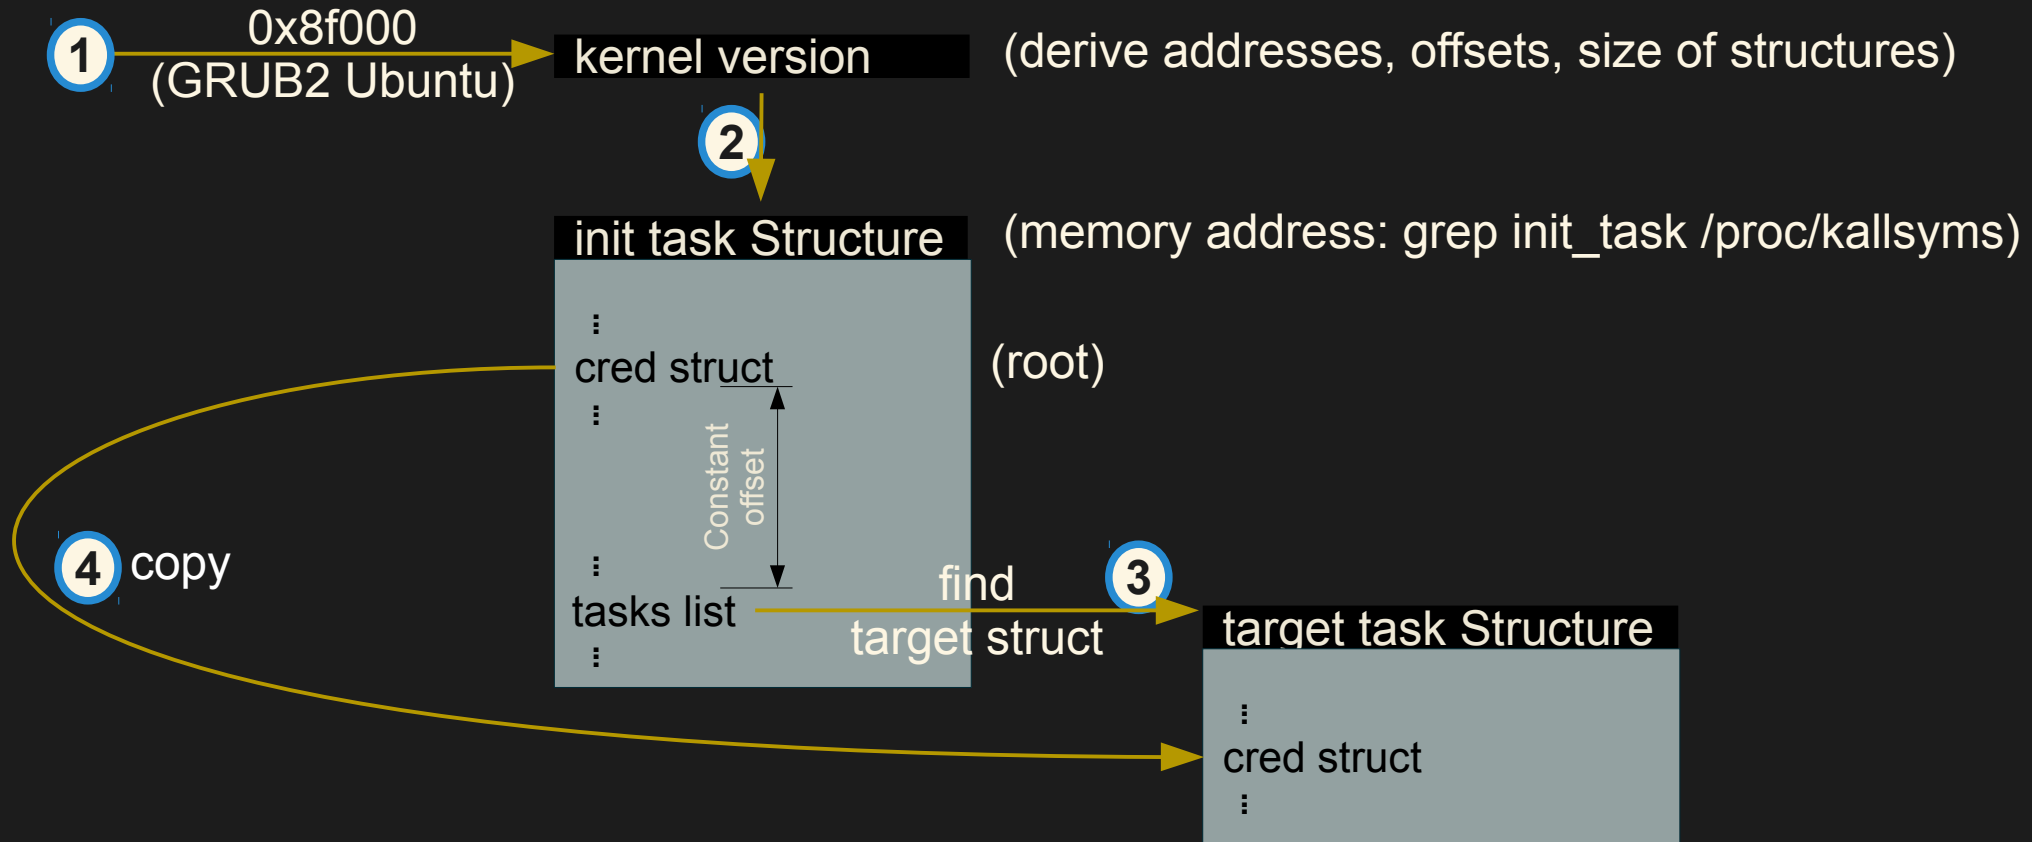 1
0x8f000
(GRUB2 Ubuntu)
kernel version
(derive addresses, offsets, size of structures)
2
init task Structure
(memory address: grep init_task /proc/kallsyms)
cred struct
(root)
Constant
offset
4
copy
tasks list
find
target struct
3
target task Structure
cred struct